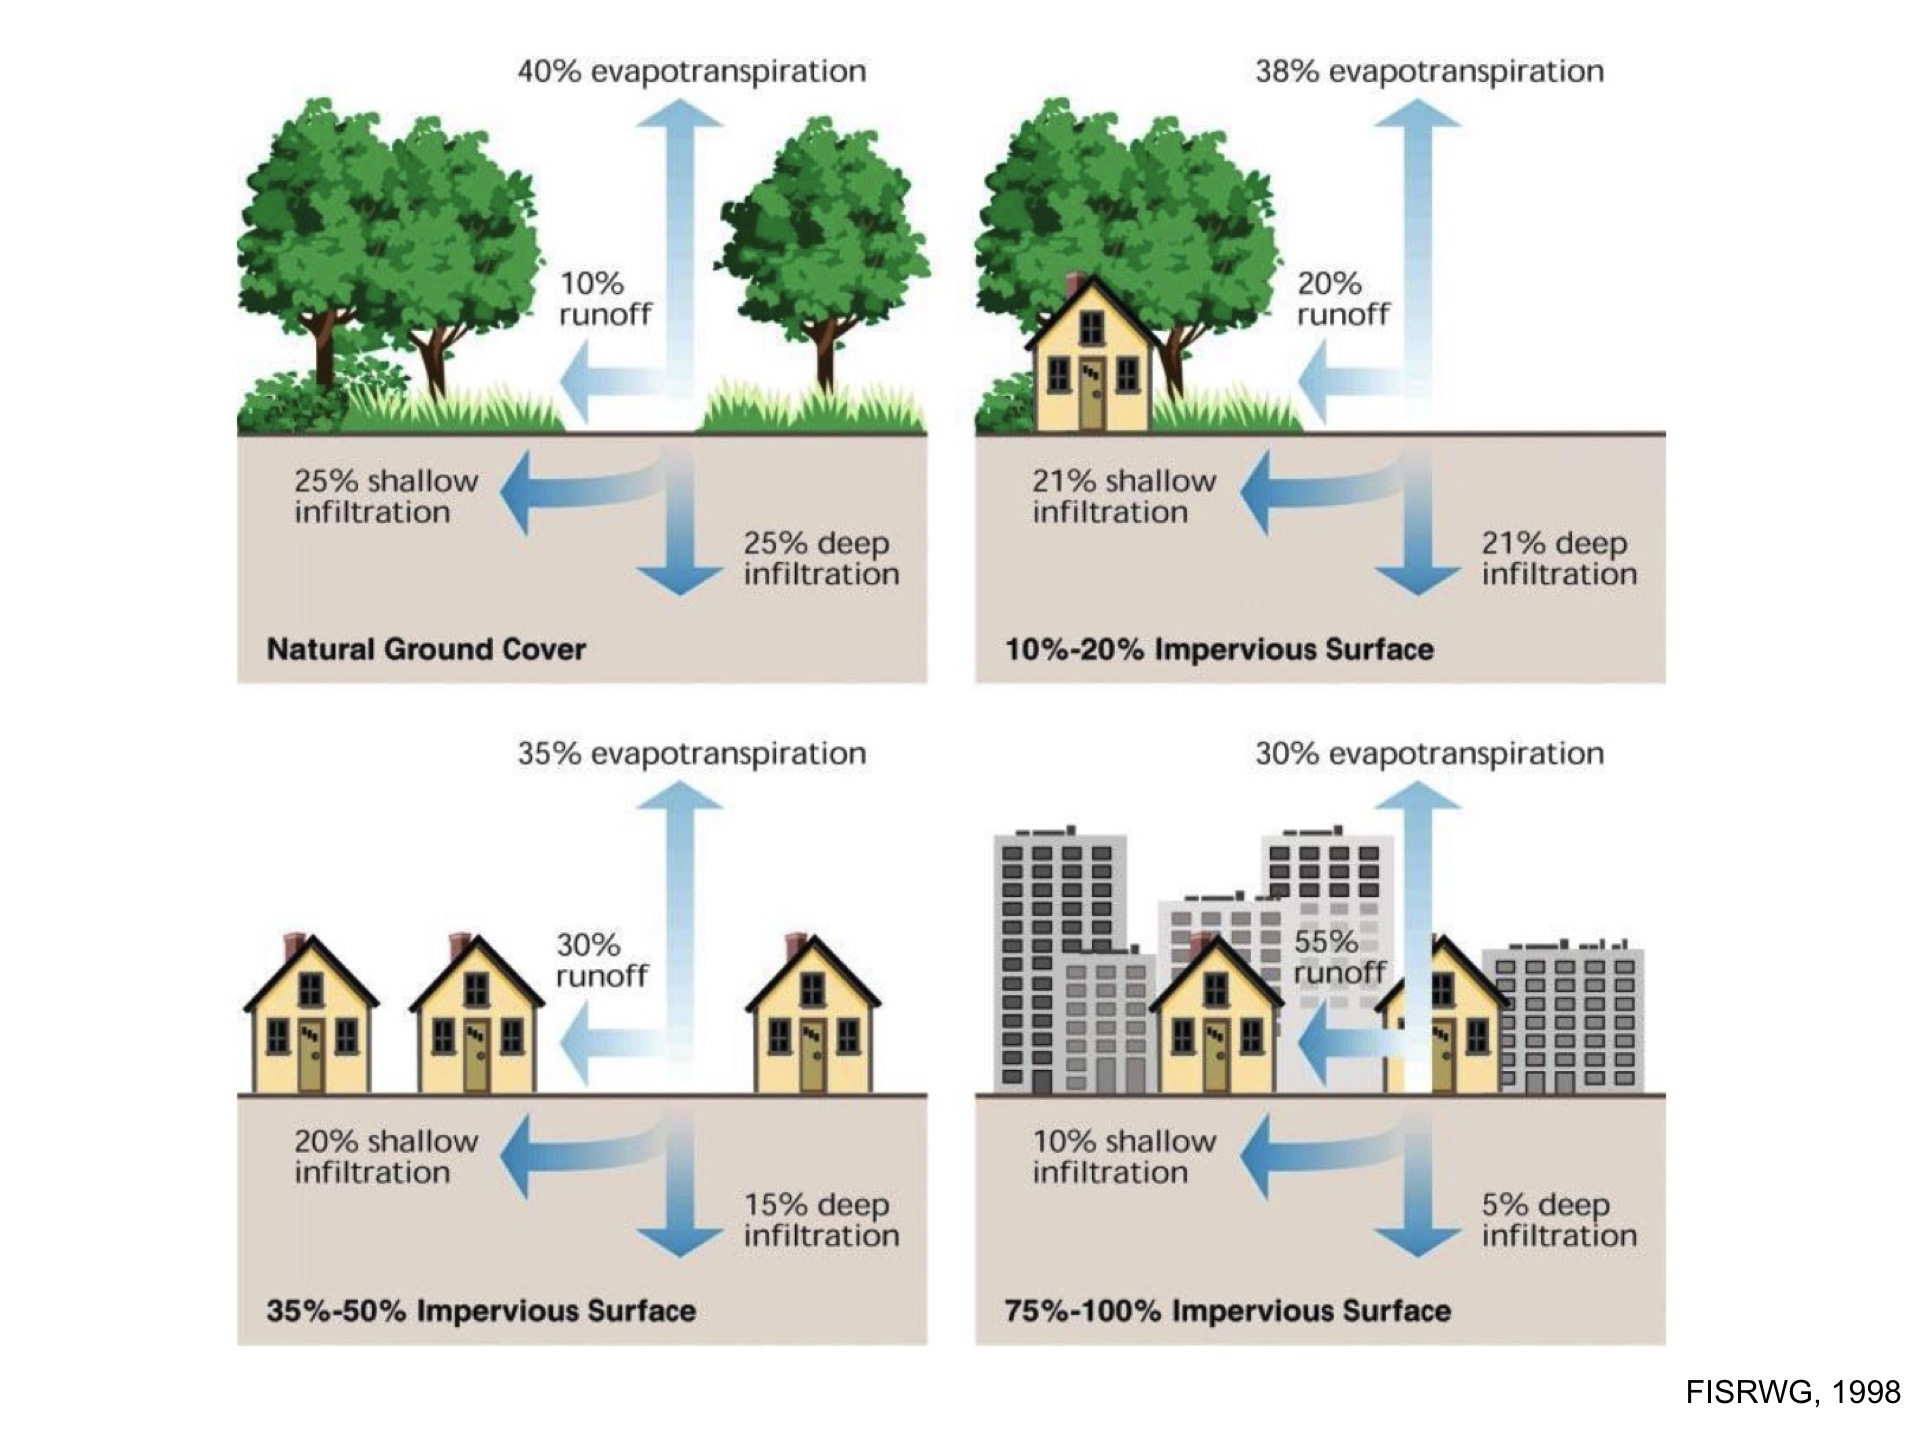 40% evapotranspiration
10%
runoff
25% shallow
infiltration
25% deep
infiltration
Natural Ground Cover
38% evapotranspiration
20%
runoff
21% shallow
infiltration
21% deep
infiltration
10%-20% Impervious Surface
35% evapotranspiration
30%
runoff
20% shallow
infiltration
15% deep
infiltration
35%-50% Impervious Surface
30% evapotranspiration
55%
runoff
10% shallow
infiltration
5% deep
infiltration
75%-100% Impervious Surface
FISRWG, 1998